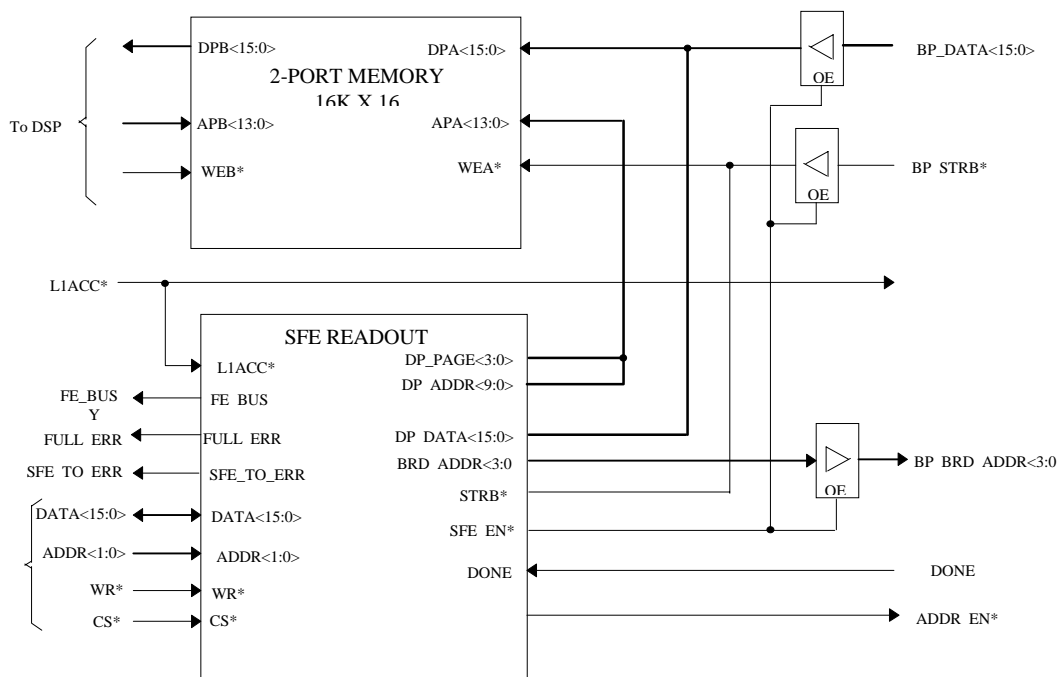 DPB<15:0>
DPA<15:0>
2-PORT MEMORY
16K X 16
To DSP
APB<13:0>
APA<13:0>
WEB*
WEA*
OE
BP_DATA<15:0>
OE
BP STRB*
L1ACC*
SFE READOUT
L1ACC*
DP_PAGE<3:0>
DP ADDR<9:0>
FE_BUS
Y
FE BUS
FULL ERR
FULL ERR
DP DATA<15:0>
SFE TO ERR
SFE_TO_ERR
BRD ADDR<3:0
OE
BP BRD ADDR<3:0
STRB*
DATA<15:0>
DATA<15:0>
SFE EN*
ADDR<1:0>
ADDR<1:0>
DONE
DONE
WR*
WR*
CS*
CS*
ADDR EN*